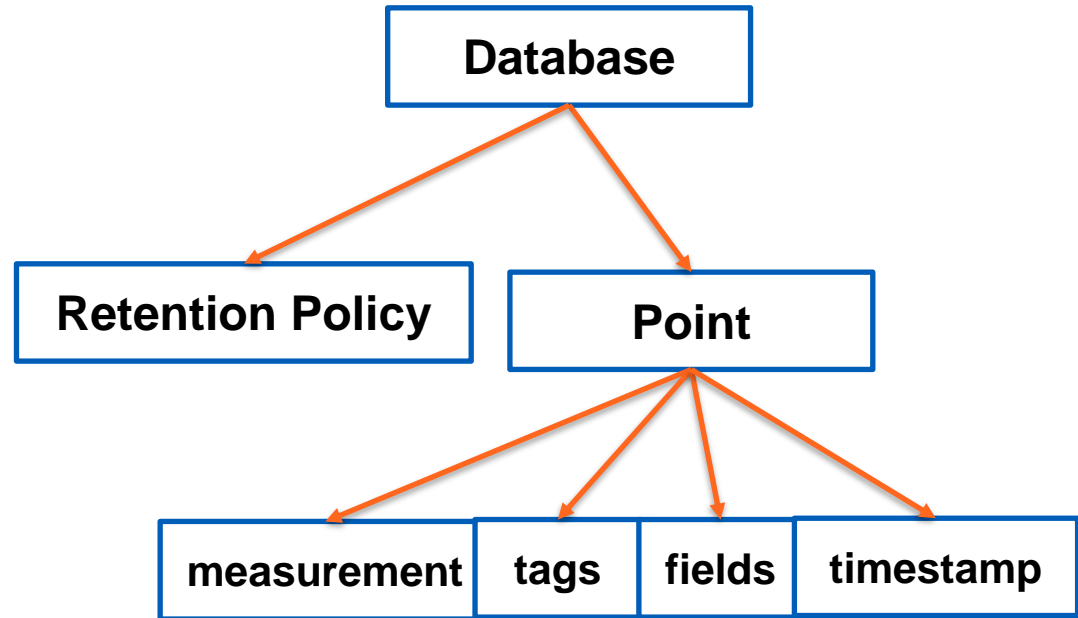 Database
Retention Policy
Point
measurement
tags
fields
timestamp